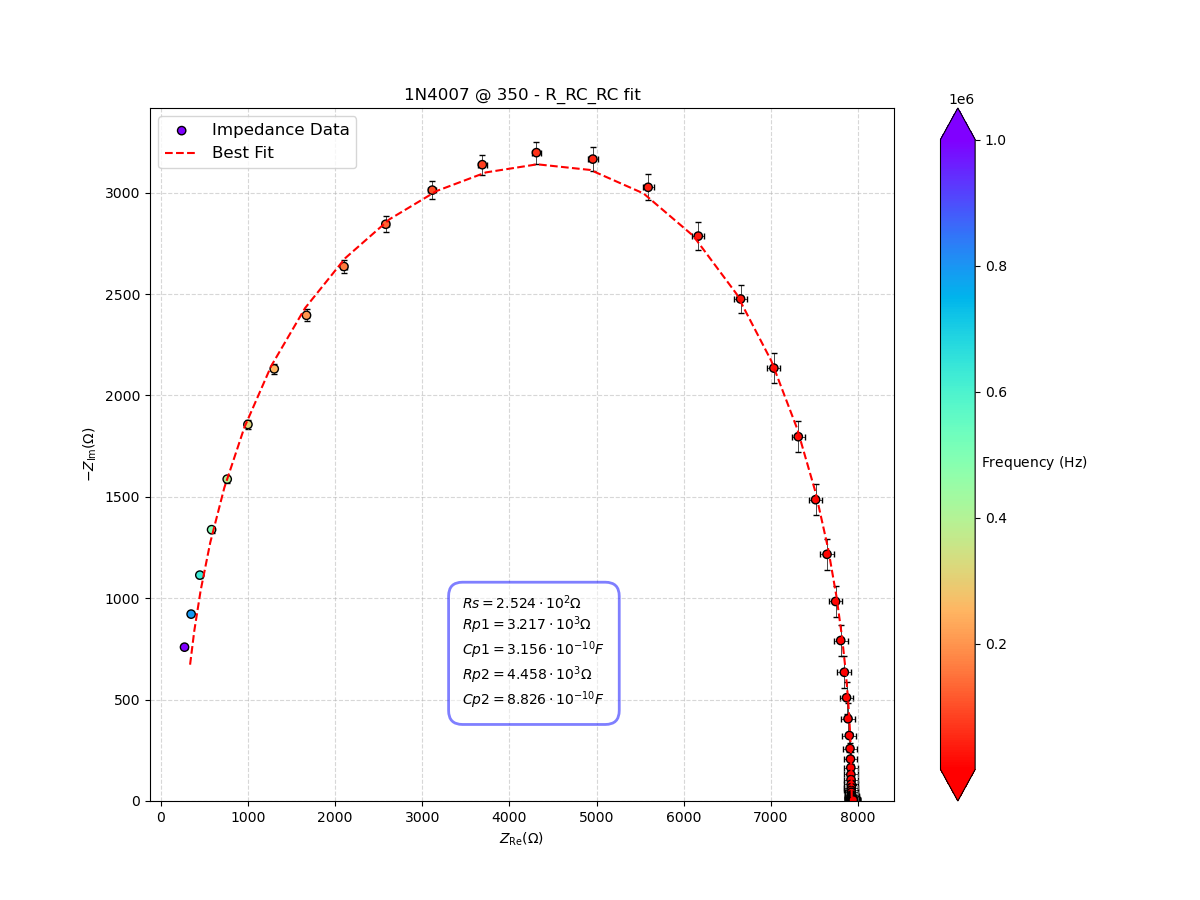 1N4007 @ 350 - R_RC_RC fit
Impedance Data
Best Fit
−Z_Im(Ω)
3000
2500
2000
1500
1000
500
0
Rs = 2.524 · 10²Ω
Rp1 = 3.217 · 10³Ω
Cp1 = 3.156 · 10⁻¹⁰F
Rp2 = 4.458 · 10³Ω
Cp2 = 8.826 · 10⁻¹⁰F
0 1000 2000 3000 4000 5000 6000 7000 8000
Z_Re(Ω)
1e6
1.0
0.8
0.6
0.4
0.2
Frequency (Hz)